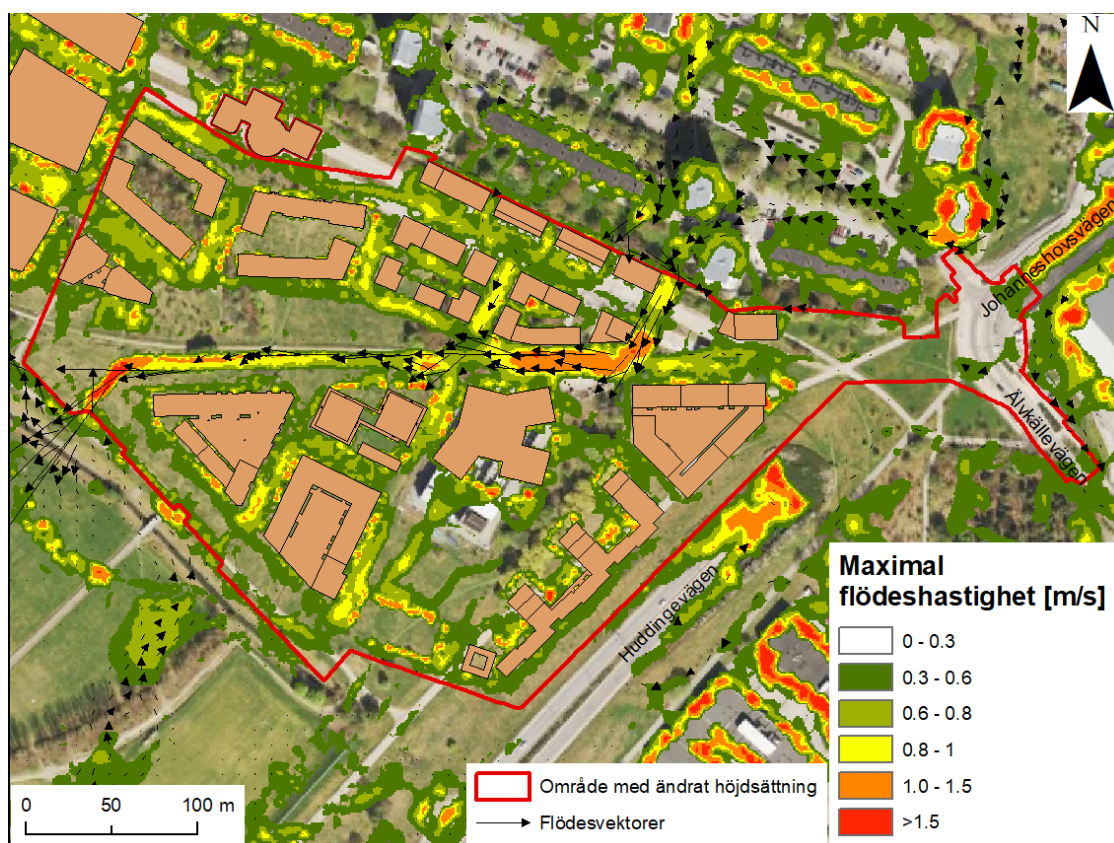 N
Johanneshovsvägen
Älvkällevägen
Huddingevägen
Maximal
flödeshastighet [m/s]
0 - 0.3
0.3 - 0.6
0.6 - 0.8
0.8 - 1
1.0 - 1.5
>1.5
Område med ändrat höjdsättning
Flödesvektorer
0 50 100 m